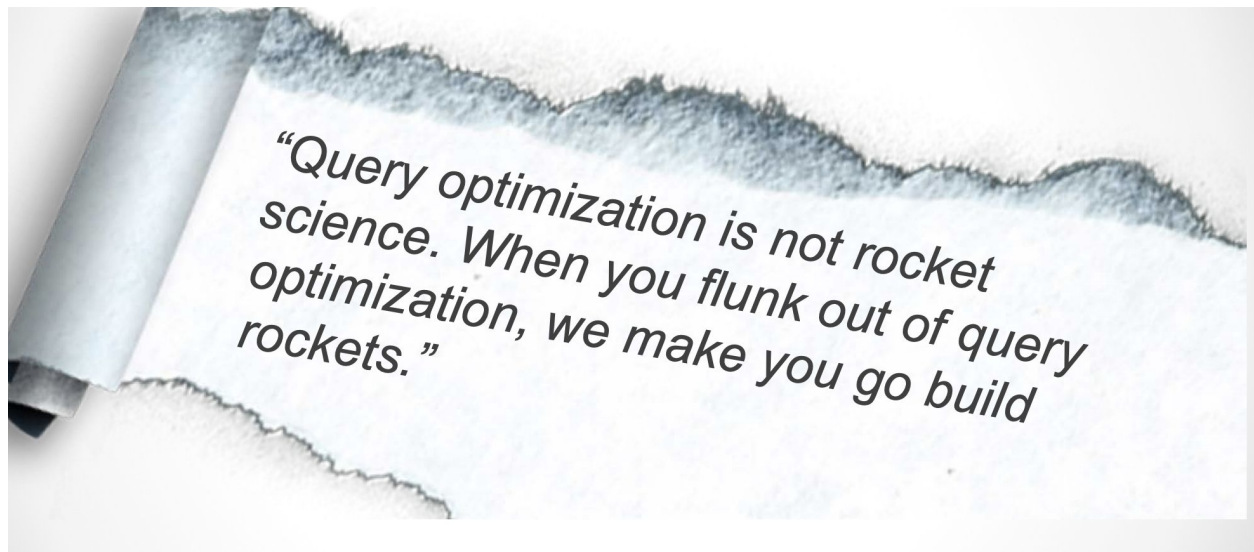 “Query optimization is not rocket
science. When you flunk out of query
optimization, we make you go build
rockets.”